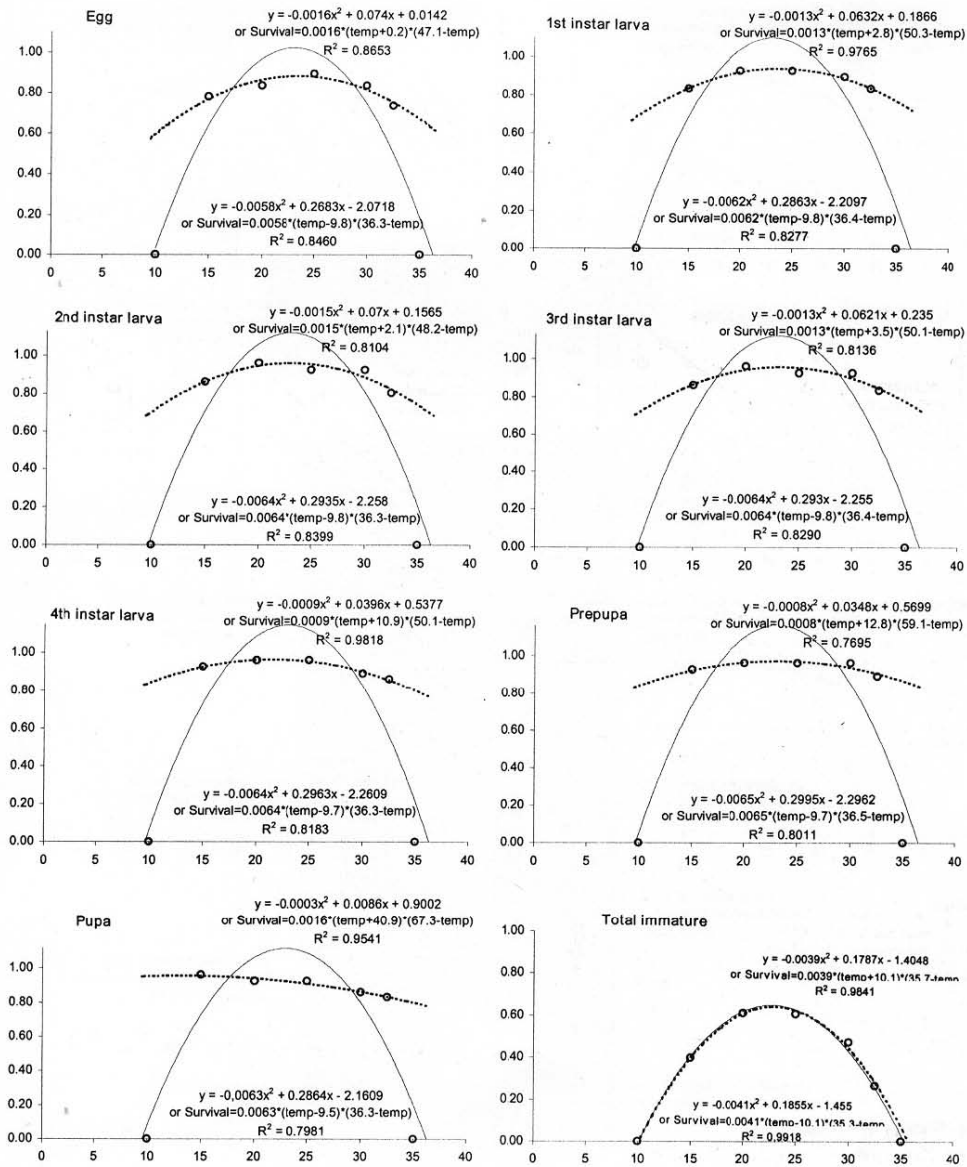 Egg
y = -0.0016x² + 0.074x + 0.0142
or Survival=0.0016*(temp+0.2)*(47.1-temp)
R² = 0.8653
1.00
0.80
0.60
0.40
0.20
0.00
y = -0.0058x² + 0.2683x - 2.0718
or Survival=0.0058*(temp-9.8)*(36.3-temp)
R² = 0.8460
0 5 10 15 20 25 30 35 40
1st instar larva
y = -0.0013x² + 0.0632x + 0.1866
or Survival=0.0013*(temp+2.8)*(50.3-temp)
R² = 0.9765
1.00
0.80
0.60
0.40
0.20
0.00
y = -0.0062x² + 0.2863x - 2.2097
or Survival=0.0062*(temp-9.8)*(36.4-temp)
R² = 0.8277
0 5 10 15 20 25 30 35 40
2nd instar larva
y = -0.0015x² + 0.07x + 0.1565
or Survival=0.0015*(temp+2.1)*(48.2-temp)
R² = 0.8104
1.00
0.80
0.60
0.40
0.20
0.00
y = -0.0064x² + 0.2935x - 2.258
or Survival=0.0064*(temp-9.8)*(36.3-temp)
R² = 0.8399
0 5 10 15 20 25 30 35 40
3rd instar larva
y = -0.0013x² + 0.0621x + 0.235
or Survival=0.0013*(temp+3.5)*(50.1-temp)
R² = 0.8136
1.00
0.80
0.60
0.40
0.20
0.00
y = -0.0064x² + 0.293x - 2.255
or Survival=0.0064*(temp-9.8)*(36.4-temp)
R² = 0.8290
0 5 10 15 20 25 30 35 40
4th instar larva
y = -0.0009x² + 0.0396x + 0.5377
or Survival=0.0009*(temp+10.9)*(50.1-temp)
R² = 0.9818
1.00
0.80
0.60
0.40
0.20
0.00
y = -0.0064x² + 0.2963x - 2.2609
or Survival=0.0064*(temp-9.7)*(36.3-temp)
R² = 0.8183
0 5 10 15 20 25 30 35 40
Prepupa
y = -0.0008x² + 0.0348x + 0.5699
or Survival=0.0008*(temp+12.8)*(59.1-temp)
R² = 0.7695
1.00
0.80
0.60
0.40
0.20
0.00
y = -0.0065x² + 0.2995x - 2.2962
or Survival=0.0065*(temp-9.7)*(36.5-temp)
R² = 0.8011
0 5 10 15 20 25 30 35 40
Pupa
y = -0.0003x² + 0.0086x + 0.9002
or Survival=0.0016*(temp+40.9)*(67.3-temp)
R² = 0.9541
1.00
0.80
0.60
0.40
0.20
0.00
y = -0,0063x² + 0.2864x - 2.1609
or Survival=0.0063*(temp-9.5)*(36.3-temp)
R² = 0.7981
0 5 10 15 20 25 30 35 40
Total immature
y = -0.0039x² + 0.1787x - 1.4048
or Survival=0.0039*(temp+10.1)*(35.7-temp
R² = 0.9841
1.00
0.80
0.60
0.40
0.20
0.00
y = -0.0041x² + 0.1855x - 1.455
or Survival=0.0041*(temp-10.1)*(35.3-temp
R² = 0.9918
0 5 10 15 20 25 30 35 40